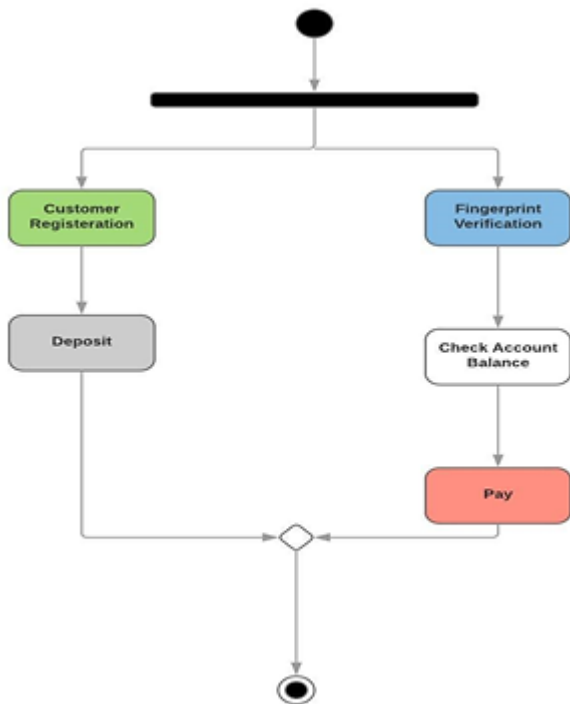 Customer
Registeration
Fingerprint
Verification
Deposit
Check Account
Balance
Pay